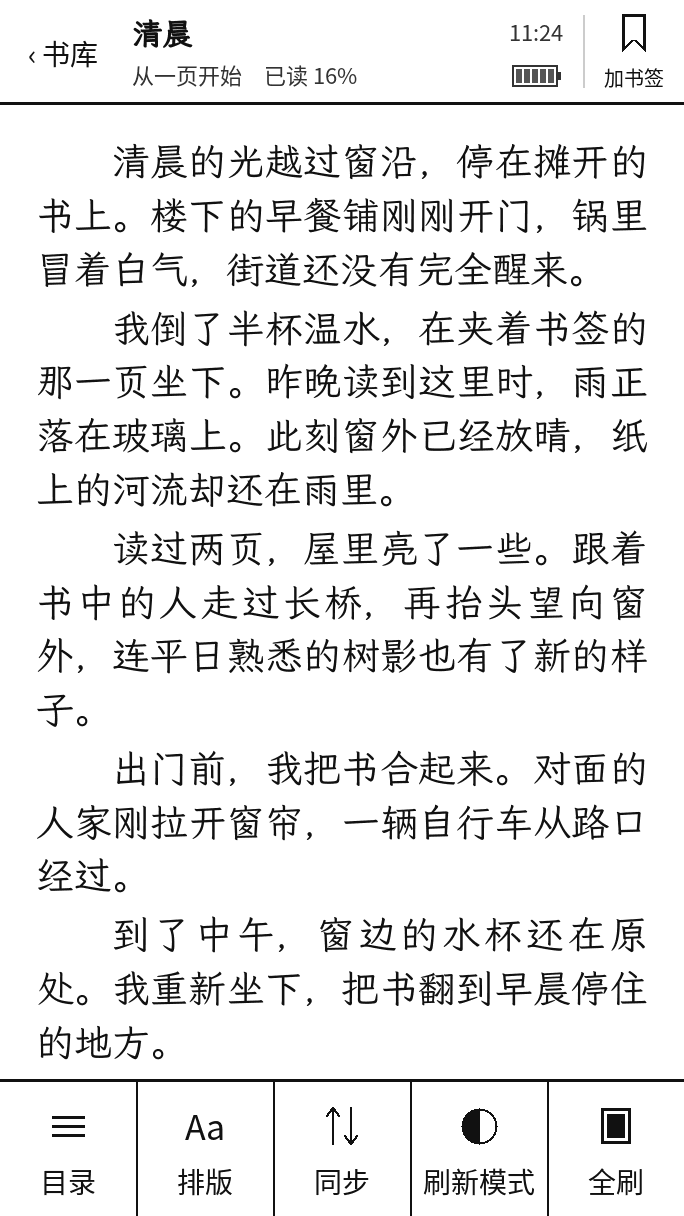 ‹ 书库
清晨
从一页开始 已读 16%
11:24
加书签
清晨的光越过窗沿，停在摊开的
书上。楼下的早餐铺刚刚开门，锅里
冒着白气，街道还没有完全醒来。
我倒了半杯温水，在夹着书签的
那一页坐下。昨晚读到这里时，雨正
落在玻璃上。此刻窗外已经放晴，纸
上的河流却还在雨里。
读过两页，屋里亮了一些。跟着
书中的人走过长桥，再抬头望向窗
外，连平日熟悉的树影也有了新的样
子。
出门前，我把书合起来。对面的
人家刚拉开窗帘，一辆自行车从路口
经过。
到了中午，窗边的水杯还在原
处。我重新坐下，把书翻到早晨停住
的地方。
目录
Aa
排版
同步
刷新模式
全刷